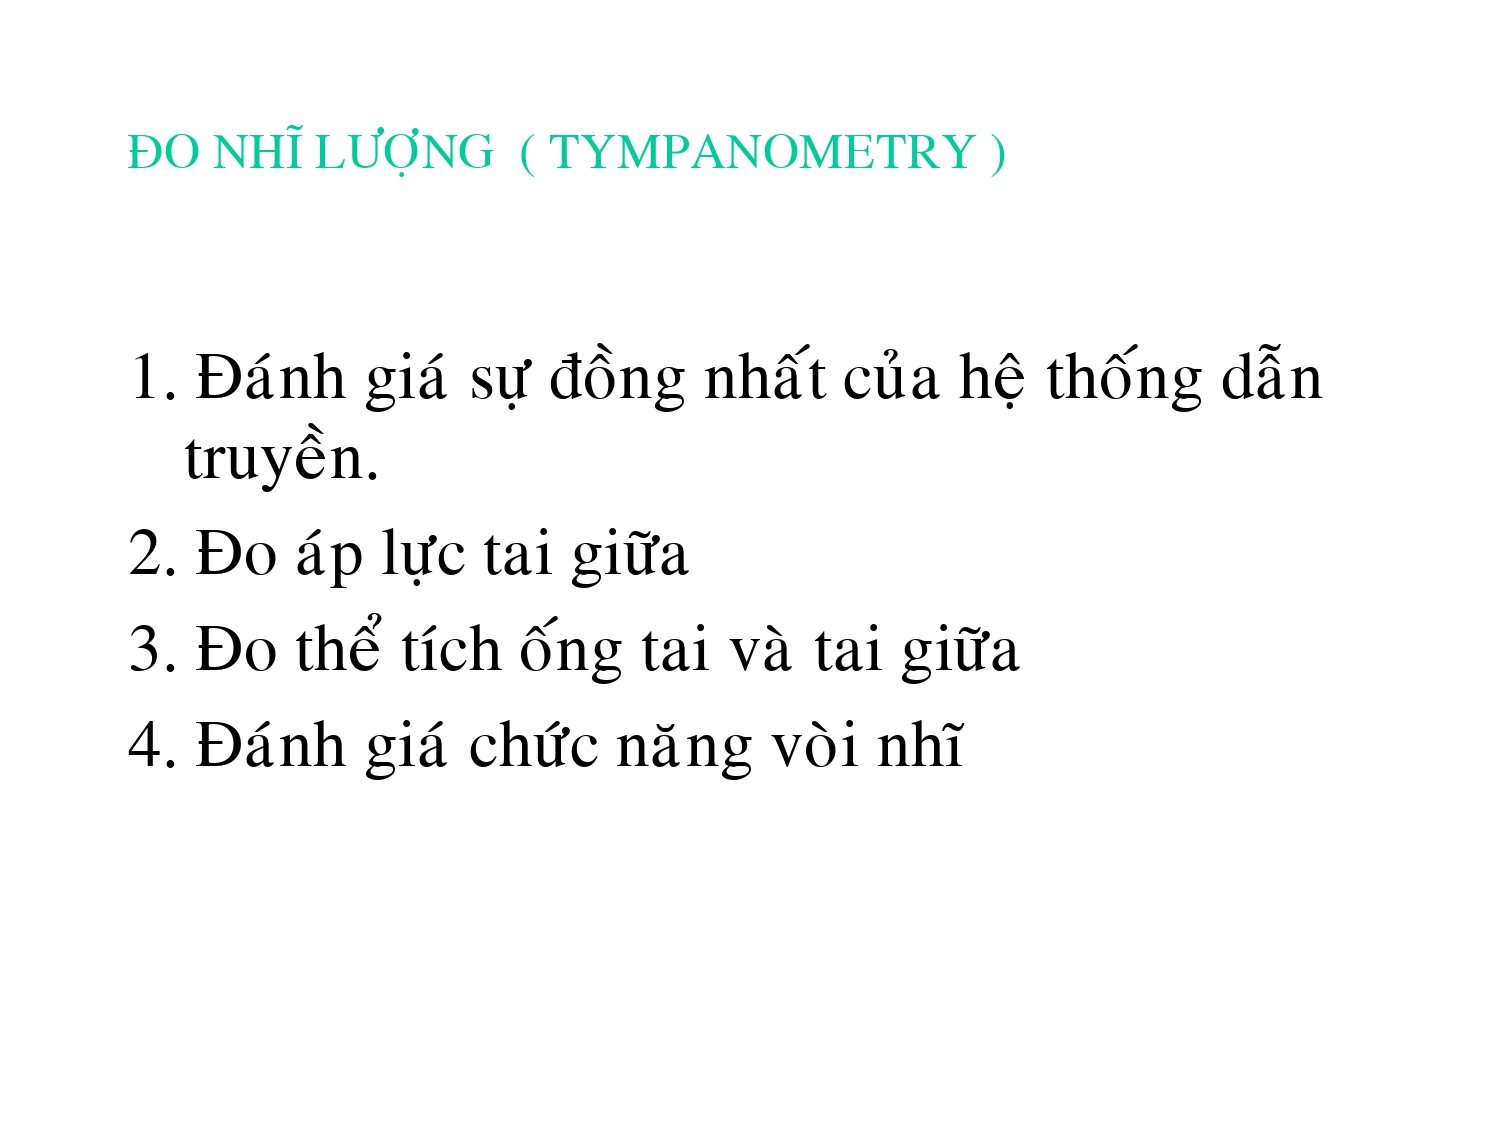 ĐO NHĨ LƯỢNG ( TYMPANOMETRY )
1. Đánh giá sự đồng nhất của hệ thống dẫn
truyền.
2. Đo áp lực tai giữa
3. Đo thể tích ống tai và tai giữa
4. Đánh giá chức năng vòi nhĩ